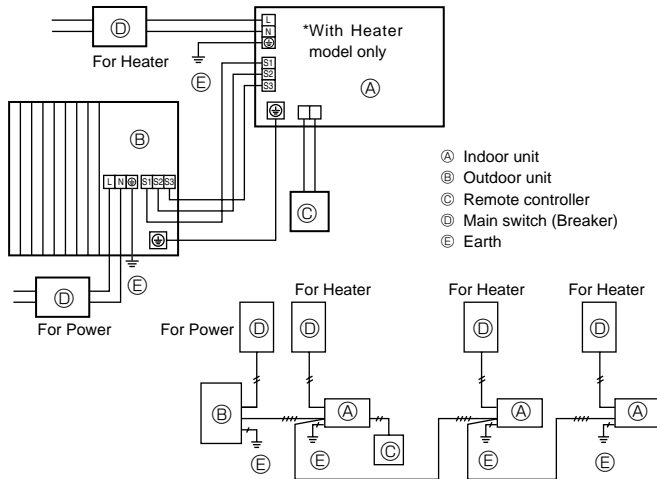 Ⓓ
For Heater
L
N
*With Heater
model only
Ⓔ
S1
S2
S3
Ⓐ
Ⓑ
L N S1 S2 S3
Ⓒ
Ⓔ
Ⓓ
For Power
Ⓐ Indoor unit
Ⓑ Outdoor unit
Ⓒ Remote controller
Ⓓ Main switch (Breaker)
Ⓔ Earth
For Heater For Heater For Heater
For Power Ⓓ Ⓓ Ⓓ Ⓓ
Ⓑ Ⓐ Ⓐ Ⓐ
Ⓒ
Ⓔ Ⓔ Ⓔ Ⓔ